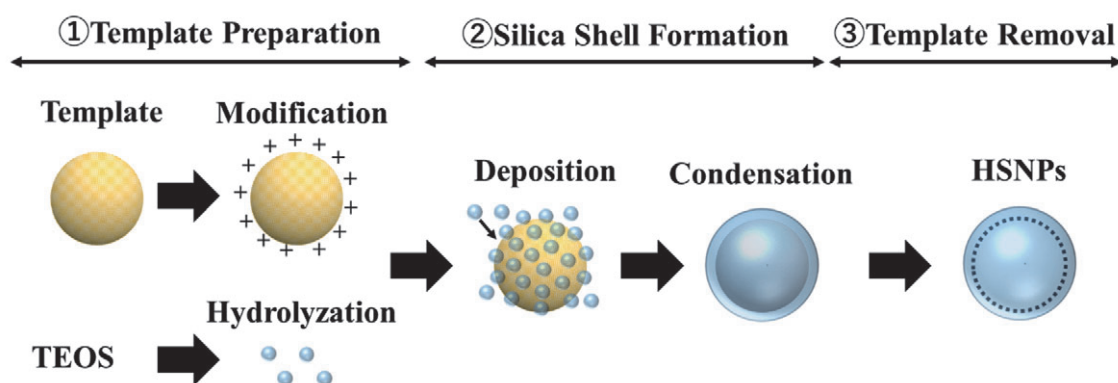 ①Template Preparation
②Silica Shell Formation
③Template Removal
Template
Modification
Deposition
Condensation
HSNPs
Hydrolyzation
TEOS